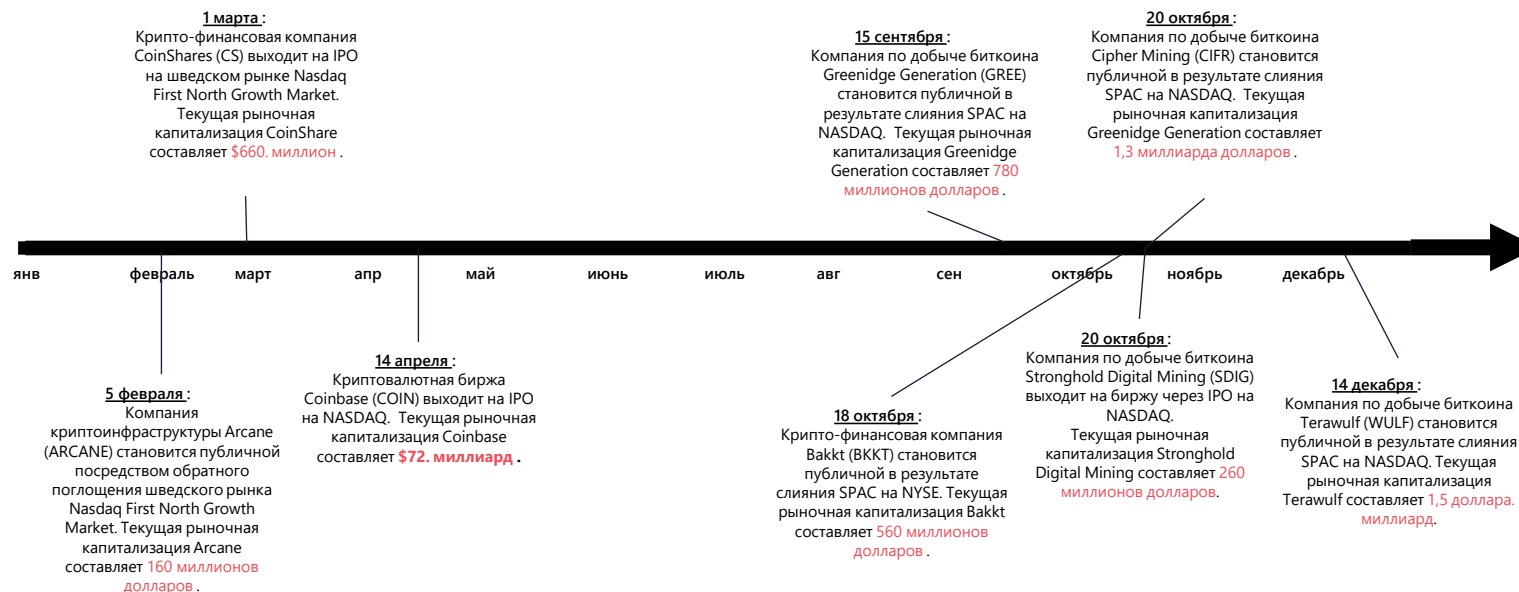 1 марта :
Крипто-финансовая компания
CoinShares (CS) выходит на IPO
на шведском рынке Nasdaq
First North Growth Market.
Текущая рыночная
капитализация CoinShare
составляет $660. миллион .
15 сентября :
Компания по добыче биткоина
Greenidge Generation (GREE)
становится публичной в
результате слияния SPAC на
NASDAQ. Текущая рыночная
капитализация Greenidge
Generation составляет 780
миллионов долларов .
20 октября :
Компания по добыче биткоина
Cipher Mining (CIFR) становится
публичной в результате слияния
SPAC на NASDAQ. Текущая
рыночная капитализация
Greenidge Generation составляет
1,3 миллиарда долларов .
янв февраль март апр май июнь июль авг сен октябрь ноябрь декабрь
5 февраля :
Компания
криптоинфраструктуры Arcane
(ARCANE) становится публичной
посредством обратного
поглощения шведского рынка
Nasdaq First North Growth
Market. Текущая рыночная
капитализация Arcane
составляет 160 миллионов
долларов .
14 апреля :
Криптовалютная биржа
Coinbase (COIN) выходит на IPO
на NASDAQ. Текущая рыночная
капитализация Coinbase
составляет $72. миллиард .
18 октября :
Крипто-финансовая компания
Bakkt (BKKT) становится
публичной в результате
слияния SPAC на NYSE. Текущая
рыночная капитализация Bakkt
составляет 560 миллионов
долларов .
20 октября :
Компания по добыче биткоина
Stronghold Digital Mining (SDIG)
выходит на биржу через IPO на
NASDAQ.
Текущая рыночная
капитализация Stronghold
Digital Mining составляет 260
миллионов долларов.
14 декабря :
Компания по добыче биткоина
Terawulf (WULF) становится
публичной в результате слияния
SPAC на NASDAQ. Текущая
рыночная капитализация
Terawulf составляет 1,5 доллара.
миллиард.